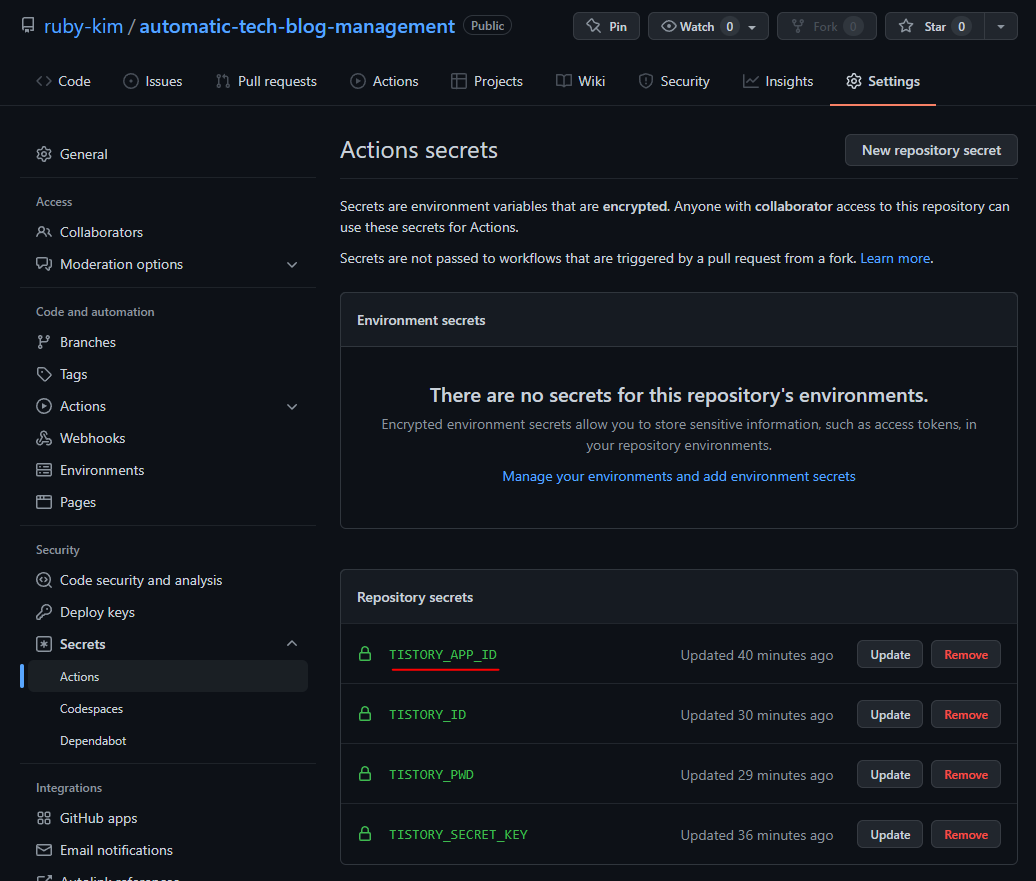 ruby-kim / automatic-tech-blog-management Public Pin Watch 0 Fork 0 Star 0
Code Issues Pull requests Actions Projects Wiki Security Insights Settings
General
Access
Collaborators
Moderation options
Code and automation
Branches
Tags
Actions
Webhooks
Environments
Pages
Security
Code security and analysis
Deploy keys
Secrets
Actions
Codespaces
Dependabot
Integrations
GitHub apps
Email notifications
Autolink references
Actions secrets
New repository secret
Secrets are environment variables that are encrypted. Anyone with collaborator access to this repository can
use these secrets for Actions.
Secrets are not passed to workflows that are triggered by a pull request from a fork. Learn more.
Environment secrets
There are no secrets for this repository's environments.
Encrypted environment secrets allow you to store sensitive information, such as access tokens, in
your repository environments.
Manage your environments and add environment secrets
Repository secrets
TISTORY_APP_ID Updated 40 minutes ago Update Remove
TISTORY_ID Updated 30 minutes ago Update Remove
TISTORY_PWD Updated 29 minutes ago Update Remove
TISTORY_SECRET_KEY Updated 36 minutes ago Update Remove